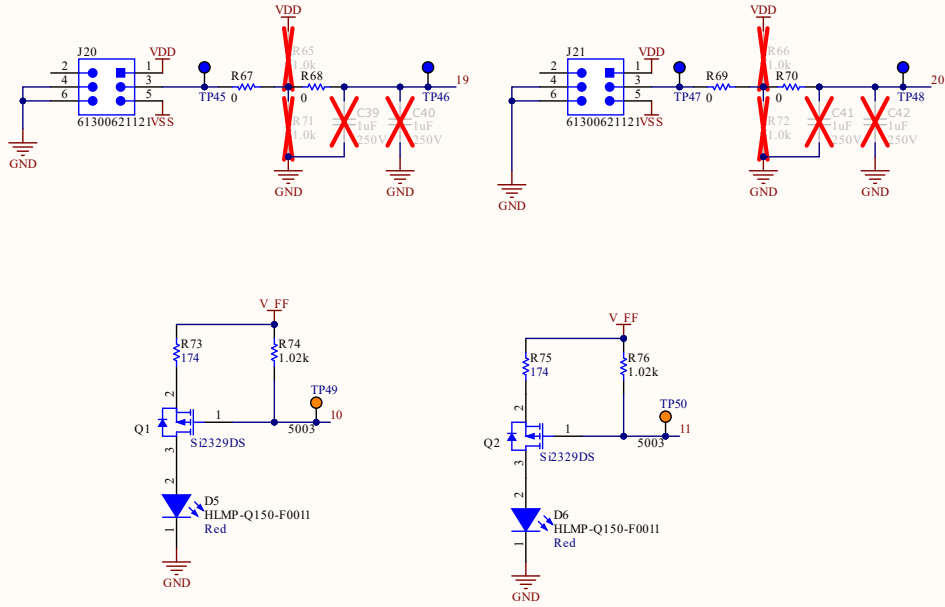 VDD
VDD
J20
VDD
R65
1.0k
J21
VDD
R66
1.0k
2
1
R67
R68
19
2
1
R69
R70
20
4
3
TP45
0
0
TP46
4
3
TP47
0
0
TP48
6
5
R71
1.0k
C39
1uF
250V
C40
1uF
250V
6
5
R72
1.0k
C41
1uF
250V
C42
1uF
250V
61300621121
VSS
61300621121
VSS
GND
GND
GND
GND
GND
GND
V_FF
V_FF
R73
174
R74
1.02k
R75
174
R76
1.02k
2
TP49
10
2
TP50
11
Q1
1
5003
Q2
1
5003
Si2329DS
Si2329DS
3
3
2
2
D5
HLMP-Q150-F0011
Red
D6
HLMP-Q150-F0011
Red
1
1
GND
GND